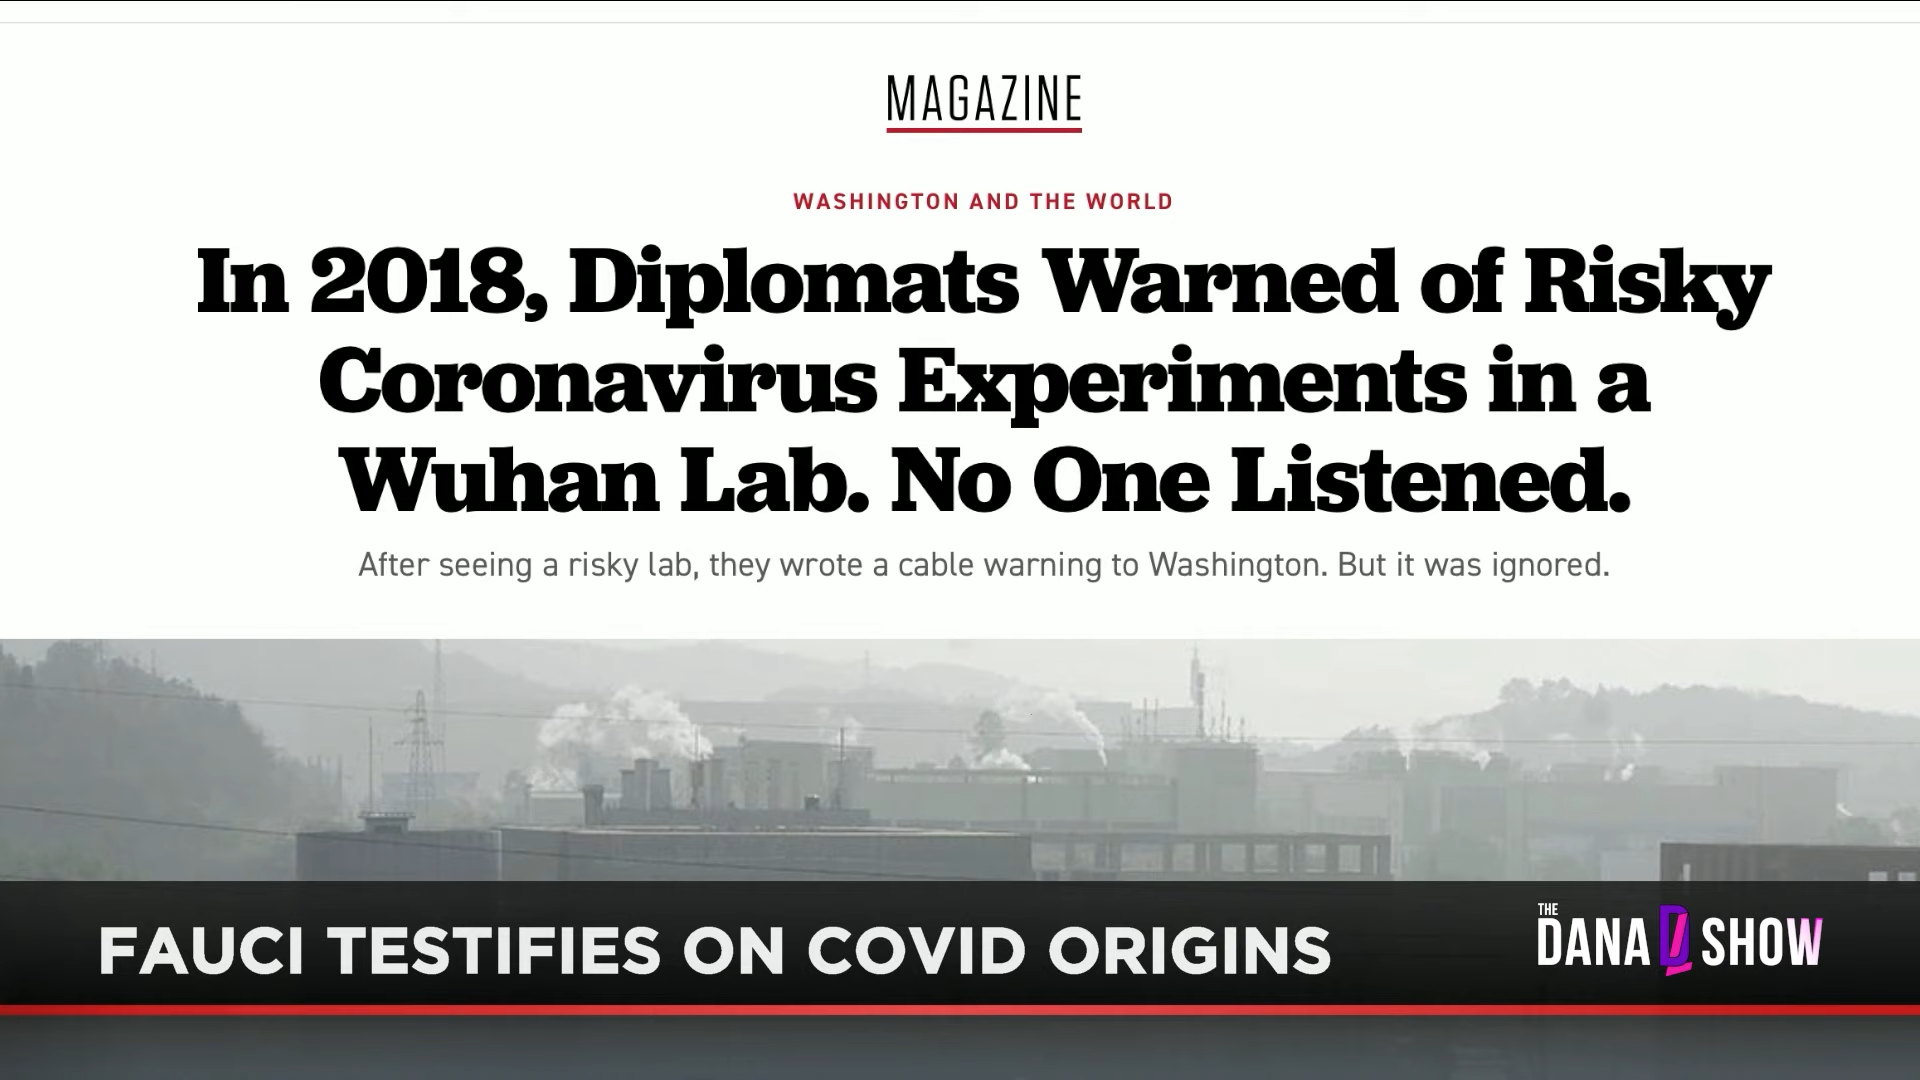 MAGAZINE
WASHINGTON AND THE WORLD
In 2018, Diplomats Warned of Risky
Coronavirus Experiments in a
Wuhan Lab. No One Listened.
After seeing a risky lab, they wrote a cable warning to Washington. But it was ignored.
FAUCI TESTIFIES ON COVID ORIGINS
THE
DANA D SHOW